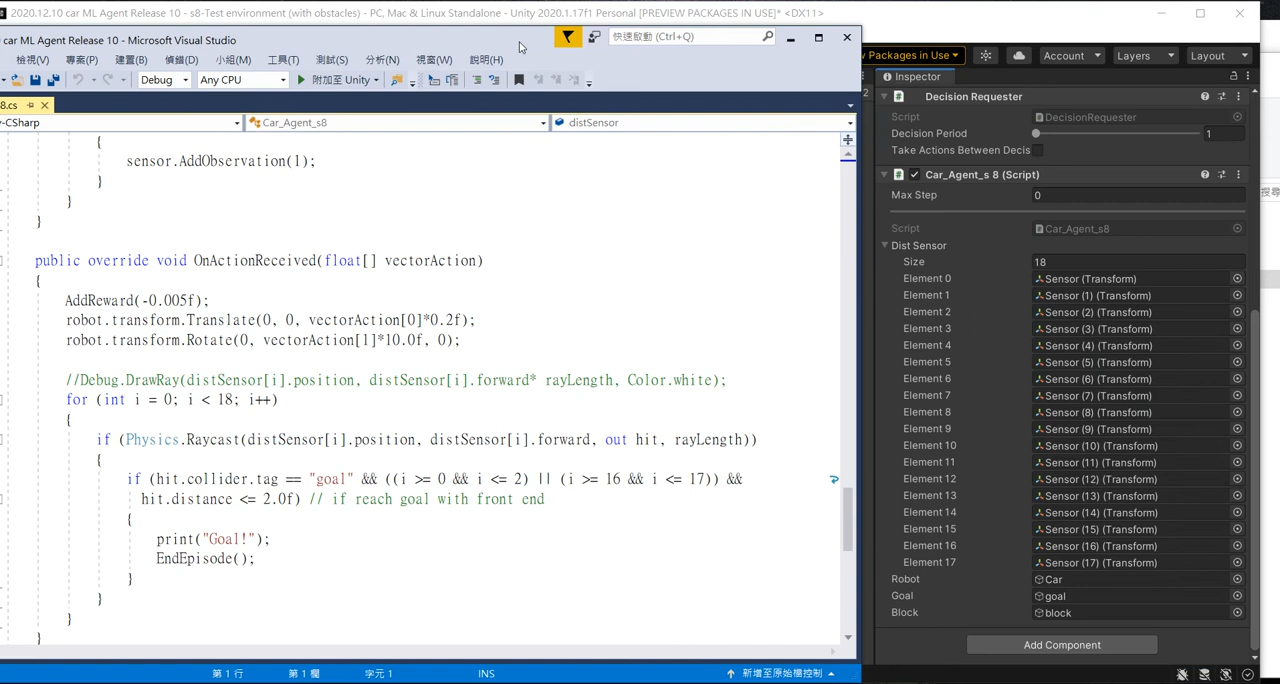 2020.12.10 car ML Agent Release 10 - s8-Test environment (with obstacles) - PC, Mac & Linux Standalone - Unity 2020.1.17f1 Personal [PREVIEW PACKAGES IN USE]* <DX11>
car ML Agent Release 10 - Microsoft Visual Studio
快速啟動 (Ctrl+Q)
檢視(V) 專案(P) 建置(B) 偵錯(D) 小組(M) 工具(T) 測試(S) 分析(N) 視窗(W) 說明(H)
Debug Any CPU 附加至 Unity
8.cs
-CSharp Car_Agent_s8 distSensor
{
sensor.AddObservation(1);
}
}
}
public override void OnActionReceived(float[] vectorAction)
{
AddReward(-0.005f);
robot.transform.Translate(0, 0, vectorAction[0]*0.2f);
robot.transform.Rotate(0, vectorAction[1]*10.0f, 0);
//Debug.DrawRay(distSensor[i].position, distSensor[i].forward* rayLength, Color.white);
for (int i = 0; i < 18; i++)
{
if (Physics.Raycast(distSensor[i].position, distSensor[i].forward, out hit, rayLength))
{
if (hit.collider.tag == "goal" && ((i >= 0 && i <= 2) || (i >= 16 && i <= 17)) &&
hit.distance <= 2.0f) // if reach goal with front end
{
print("Goal!");
EndEpisode();
}
}
}
}
第 1 行 第 1 欄 字元 1 INS 新增至原始檔控制
w Packages in Use Account Layers Layout
2 Inspector
Decision Requester
Script DecisionRequester
Decision Period 1
Take Actions Between Decis
Car_Agent_s 8 (Script)
Max Step 0
Script Car_Agent_s8
Dist Sensor
Size 18
Element 0 Sensor (Transform)
Element 1 Sensor (1) (Transform)
Element 2 Sensor (2) (Transform)
Element 3 Sensor (3) (Transform)
Element 4 Sensor (4) (Transform)
Element 5 Sensor (5) (Transform)
Element 6 Sensor (6) (Transform)
Element 7 Sensor (7) (Transform)
Element 8 Sensor (8) (Transform)
Element 9 Sensor (9) (Transform)
Element 10 Sensor (10) (Transform)
Element 11 Sensor (11) (Transform)
Element 12 Sensor (12) (Transform)
Element 13 Sensor (13) (Transform)
Element 14 Sensor (14) (Transform)
Element 15 Sensor (15) (Transform)
Element 16 Sensor (16) (Transform)
Element 17 Sensor (17) (Transform)
Robot Car
Goal goal
Block block
Add Component
搜尋